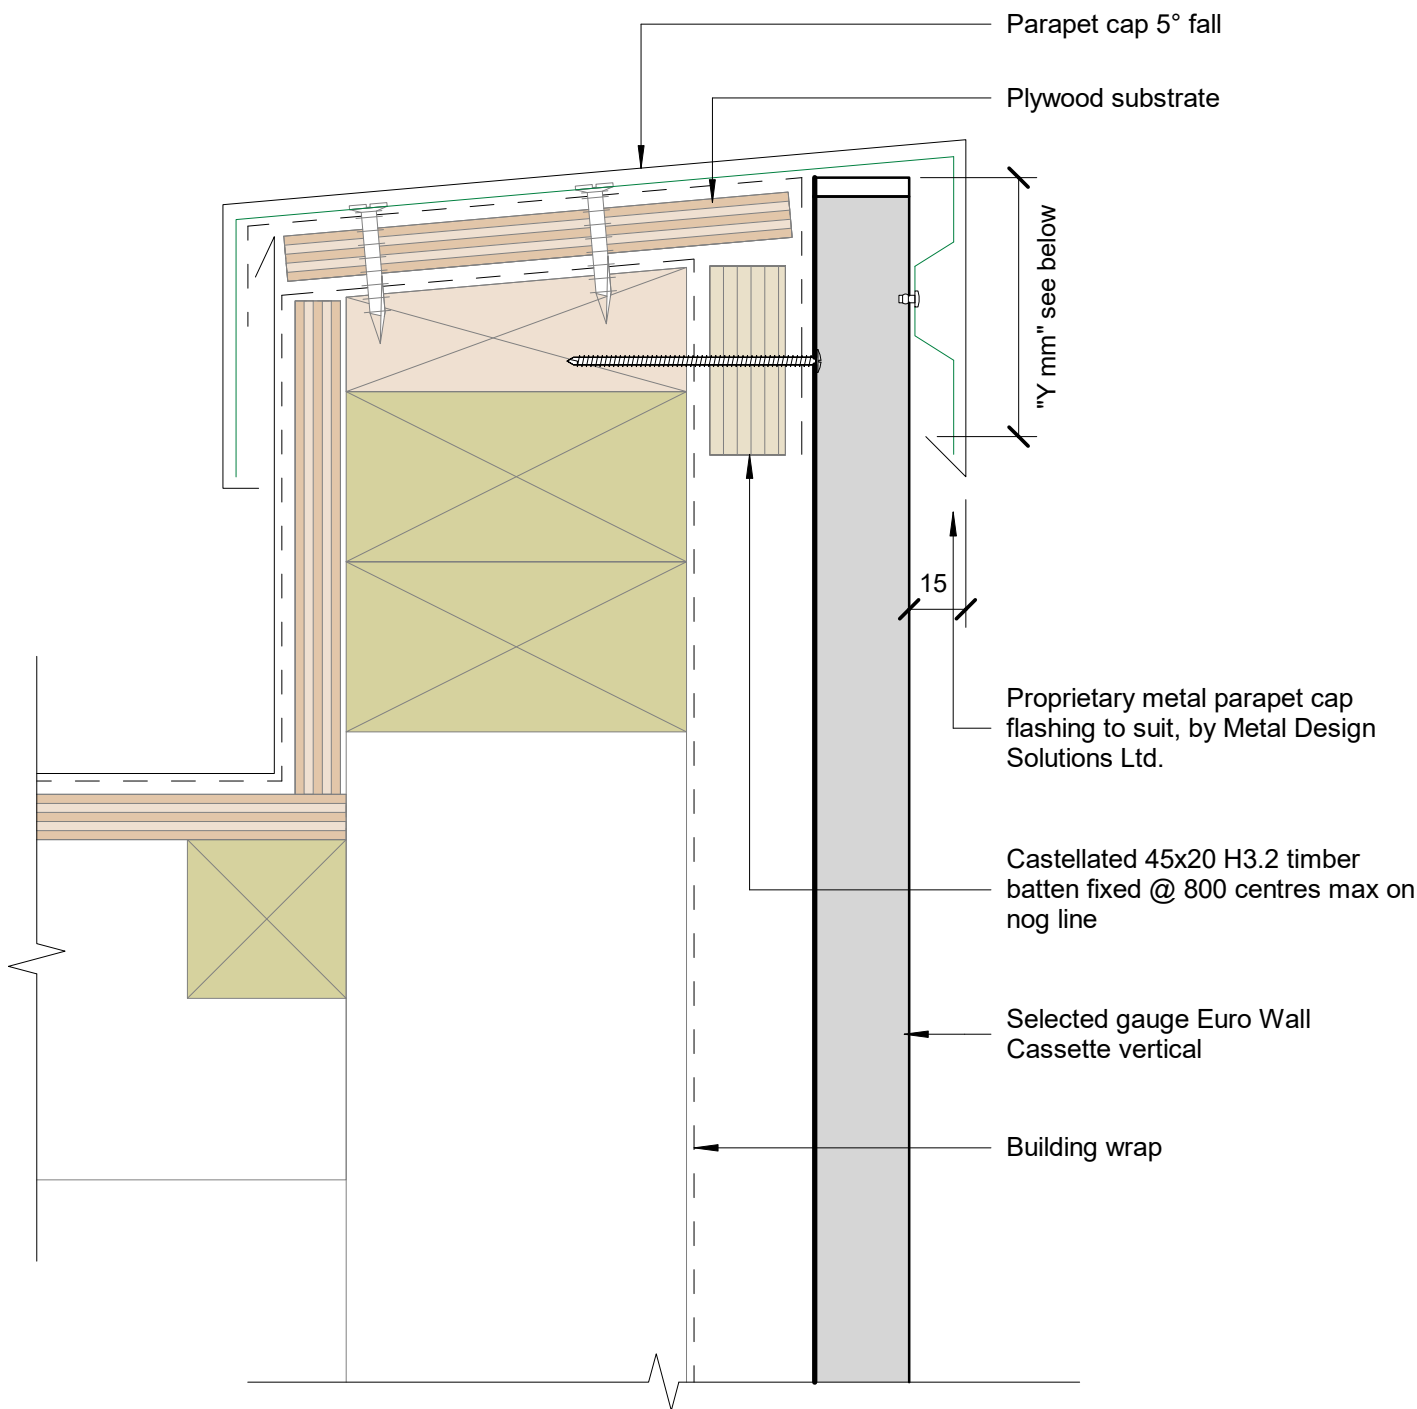 Parapet cap 5° fall
Plywood substrate
"Y mm" see below
15
Proprietary metal parapet cap
flashing to suit, by Metal Design
Solutions Ltd.
Castellated 45x20 H3.2 timber
batten fixed @ 800 centres max on
nog line
Selected gauge Euro Wall
Cassette vertical
Building wrap